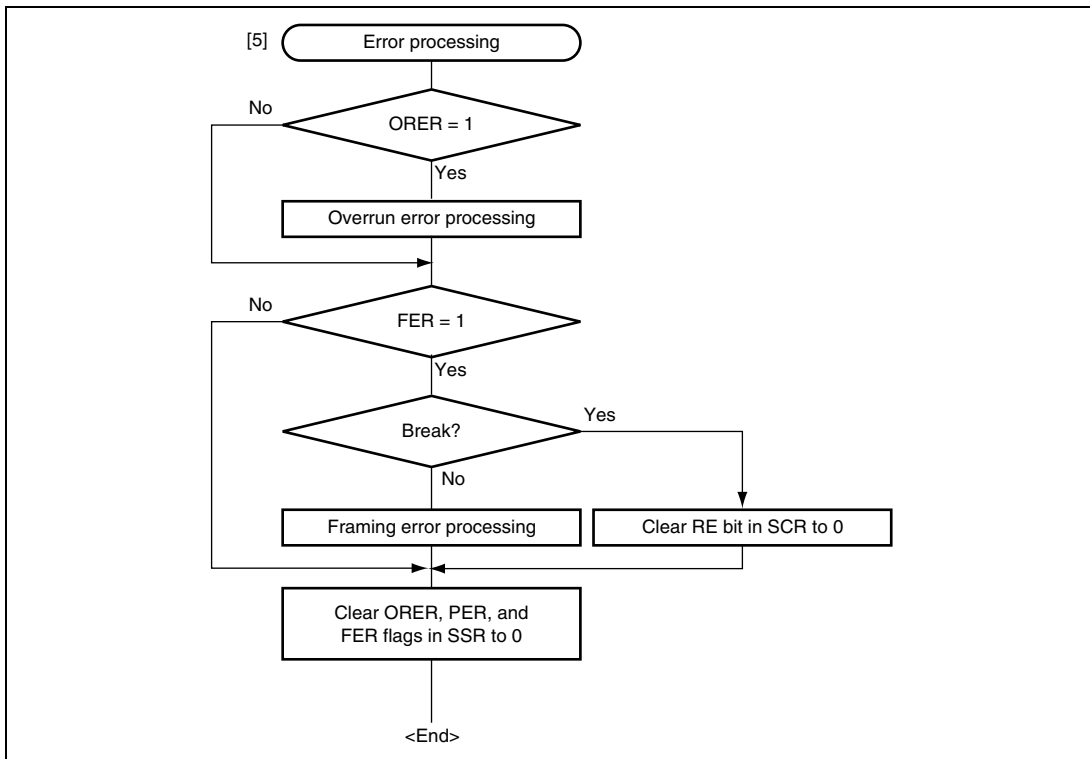 [5] Error processing
No
ORER = 1
Yes
Overrun error processing
No
FER = 1
Yes
Break?
Yes
No
Framing error processing
Clear RE bit in SCR to 0
Clear ORER, PER, and
FER flags in SSR to 0
<End>